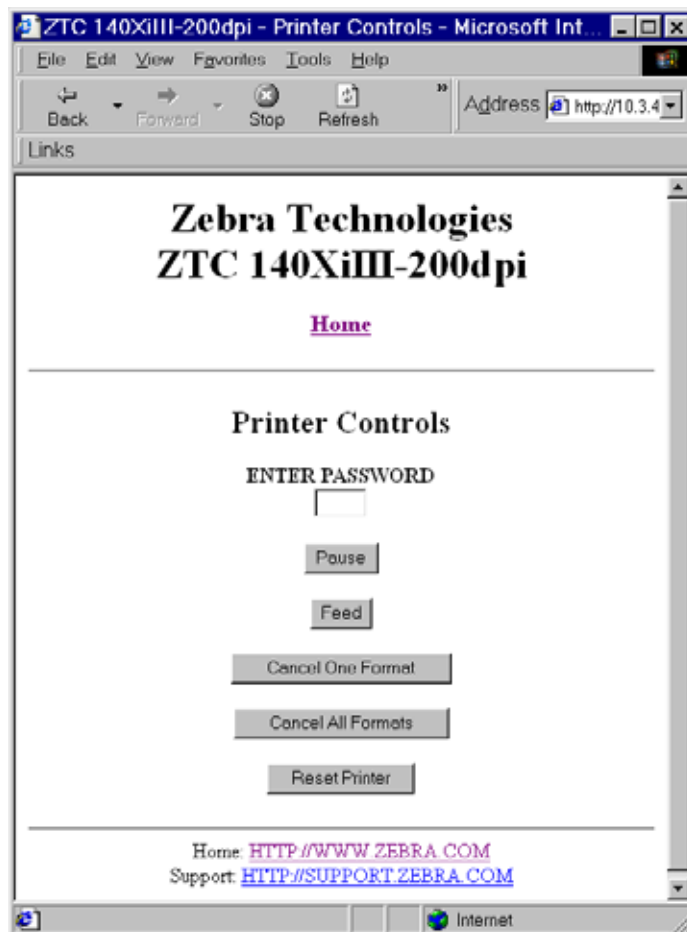 ZTC 140XiIII-200dpi - Printer Controls - Microsoft Int...
File Edit View Favorites Tools Help
Back Forward Stop Refresh » Address http://10.3.4
Links
Zebra Technologies
ZTC 140XiIII-200dpi
Home
Printer Controls
ENTER PASSWORD
Pause
Feed
Cancel One Format
Cancel All Formats
Reset Printer
Home: HTTP://WWW.ZEBRA.COM
Support: HTTP://SUPPORT.ZEBRA.COM
Internet